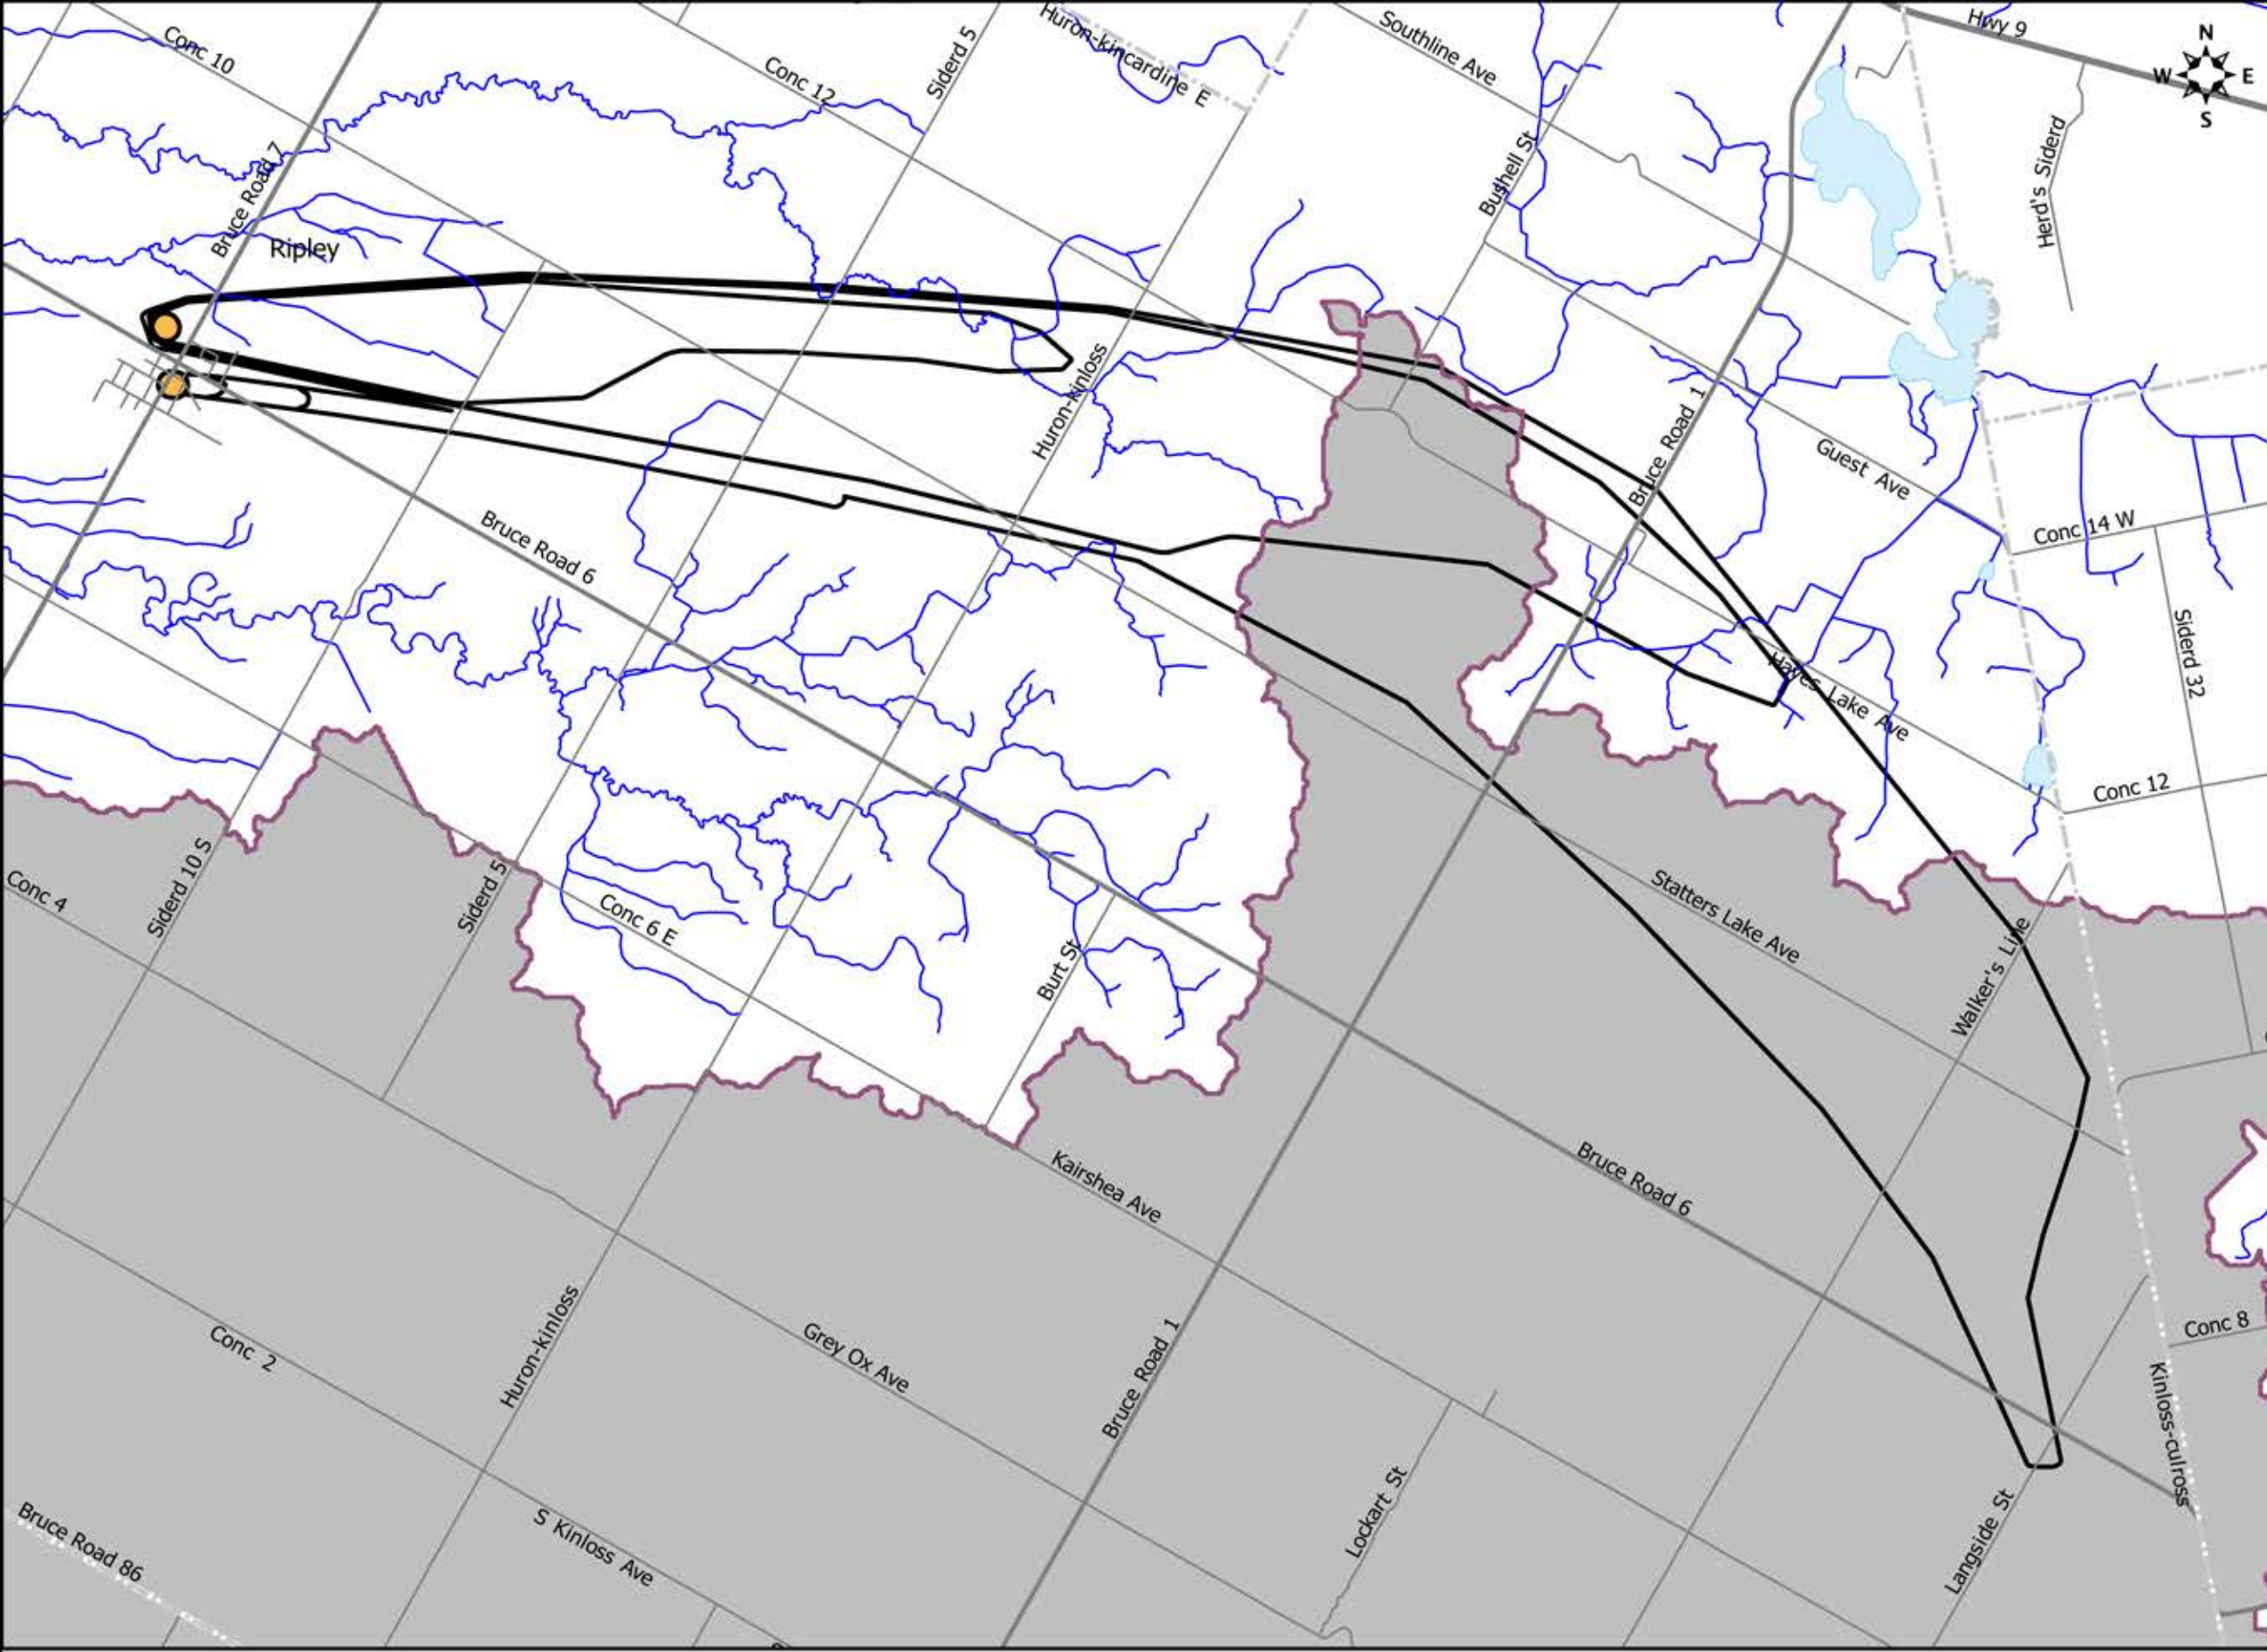 Hwy 9
N
W
E
S
Conc 10
Conc 12
Siderd 5
Huron-kincardine E
Southline Ave
Bushell St
Herd's Siderd
Bruce Road 7
Ripley
Huron-kinloss
Bruce Road 1
Guest Ave
Conc 14 W
Bruce Road 6
Siderd 32
Hayes Lake Ave
Conc 12
Siderd 10 S
Siderd 5
Conc 4
Conc 6 E
Burt St
Statters Lake Ave
Walker's Line
Kairshea Ave
Bruce Road 6
Conc 2
Huron-kinloss
Grey Ox Ave
Bruce Road 1
Conc 8
Kinloss-culross
Lockart St
Langside St
Bruce Road 86
S Kinloss Ave